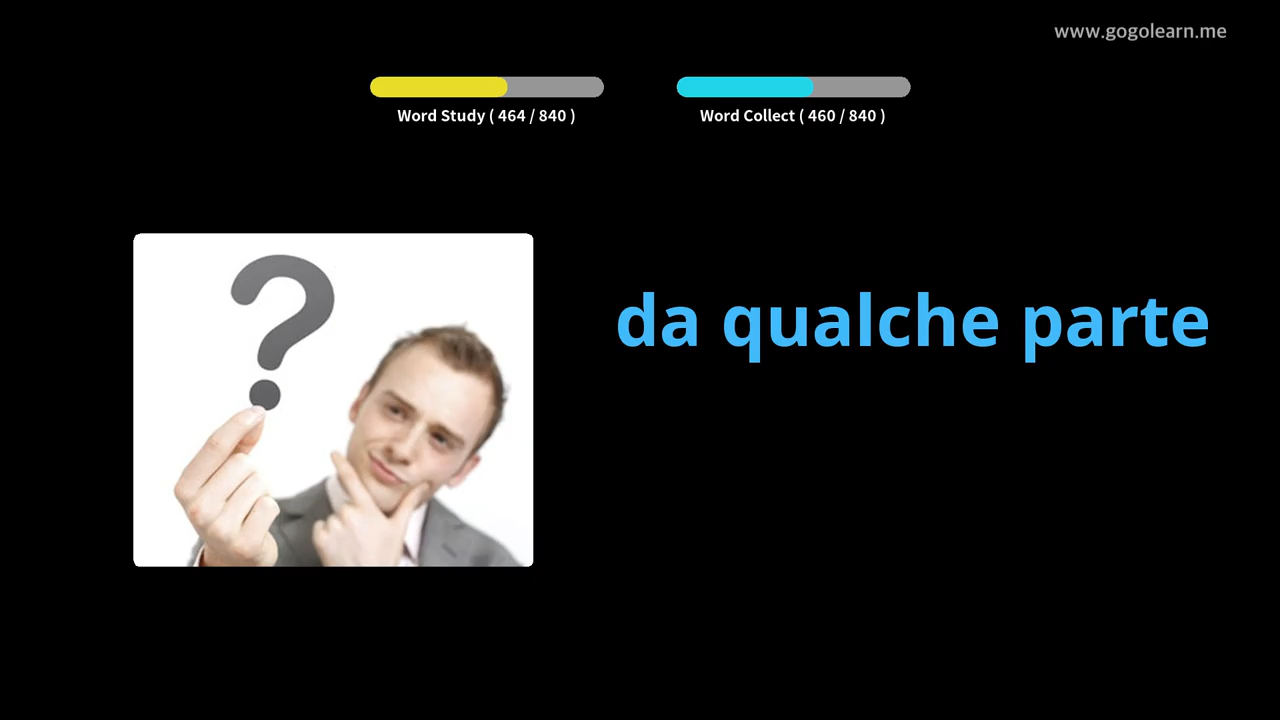 www.gogolearn.me
Word Study ( 464 / 840 )
Word Collect ( 460 / 840 )
?
da qualche parte